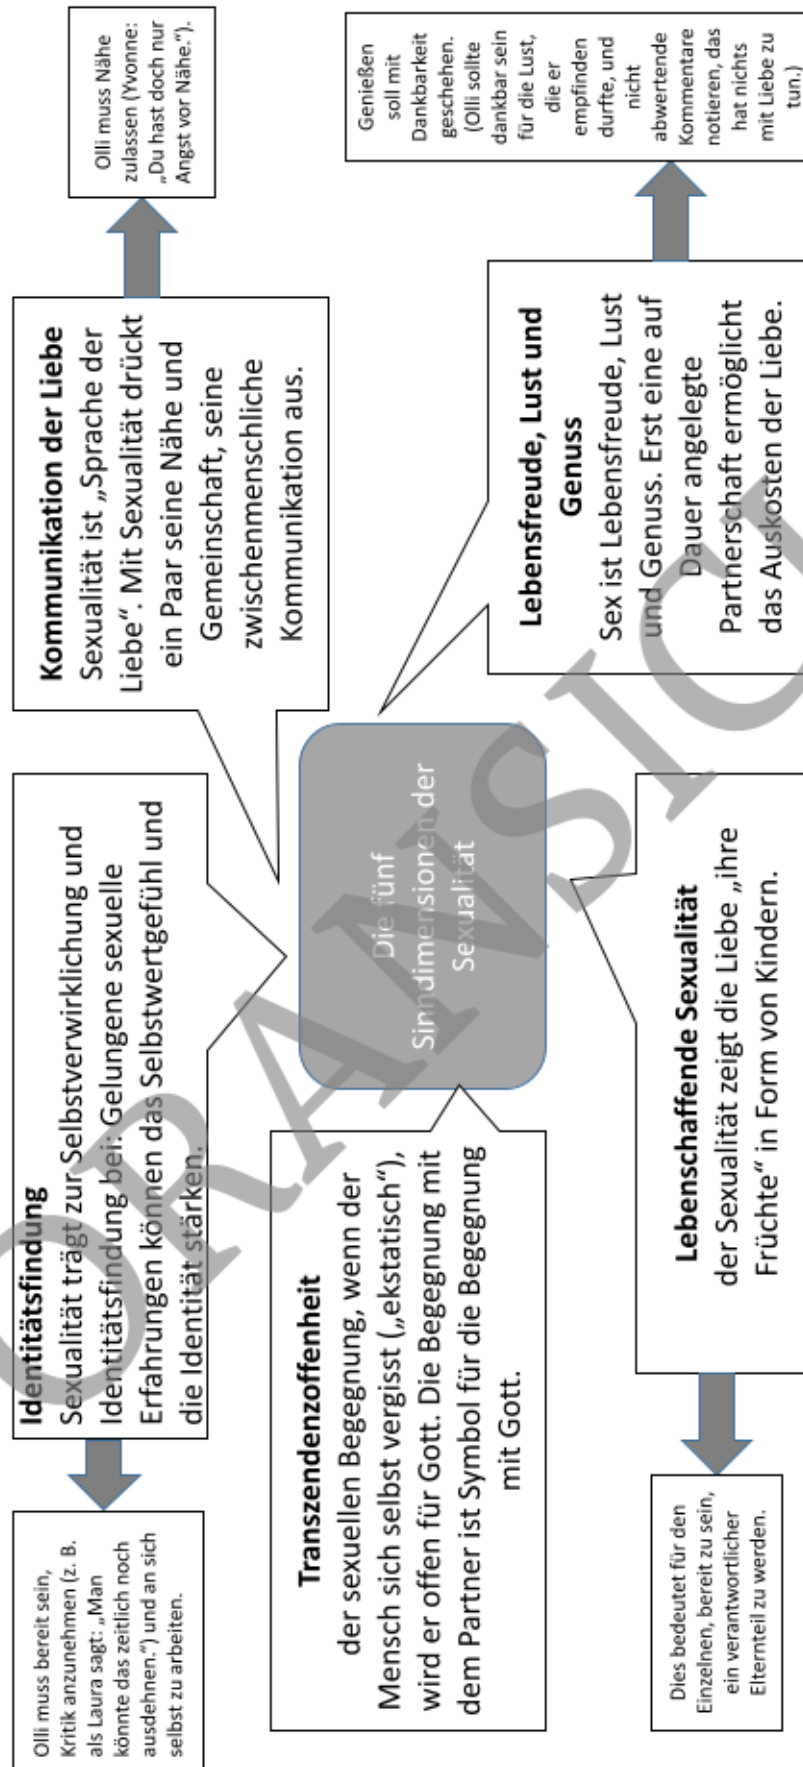 Olli muss bereit sein,
Kritik anzunehmen (z. B.
als Laura sagt: „Man
könnte das zeitlich noch
ausdehnen.“) und an sich
selbst zu arbeiten.
Identitätsfindung
Sexualität trägt zur Selbstverwirklichung und
Identitätsfindung bei: Gelungene sexuelle
Erfahrungen können das Selbstwertgefühl und
die Identität stärken.
Kommunikation der Liebe
Sexualität ist „Sprache der
Liebe“. Mit Sexualität drückt
ein Paar seine Nähe und
Gemeinschaft, seine
zwischenmenschliche
Kommunikation aus.
Olli muss Nähe
zulassen (Yvonne:
„Du hast doch nur
Angst vor Nähe.“).
Transzendenzoffenheit
der sexuellen Begegnung, wenn der
Mensch sich selbst vergisst („ekstatisch“),
wird er offen für Gott. Die Begegnung mit
dem Partner ist Symbol für die Begegnung
mit Gott.
Die fünf
Sinndimensionen der
Sexualität
Lebensfreude, Lust und
Genuss
Sex ist Lebensfreude, Lust
und Genuss. Erst eine auf
Dauer angelegte
Partnerschaft ermöglicht
das Auskosten der Liebe.
Genießen
soll mit
Dankbarkeit
geschehen.
(Olli sollte
dankbar sein
für die Lust,
die er
empfinden
durfte, und
nicht
abwertende
Kommentare
notieren, das
hat nichts
mit Liebe zu
tun.)
Dies bedeutet für den
Einzelnen, bereit zu sein,
ein verantwortlicher
Elternteil zu werden.
Lebenschaffende Sexualität
der Sexualität zeigt die Liebe „ihre
Früchte“ in Form von Kindern.
ORANSIC